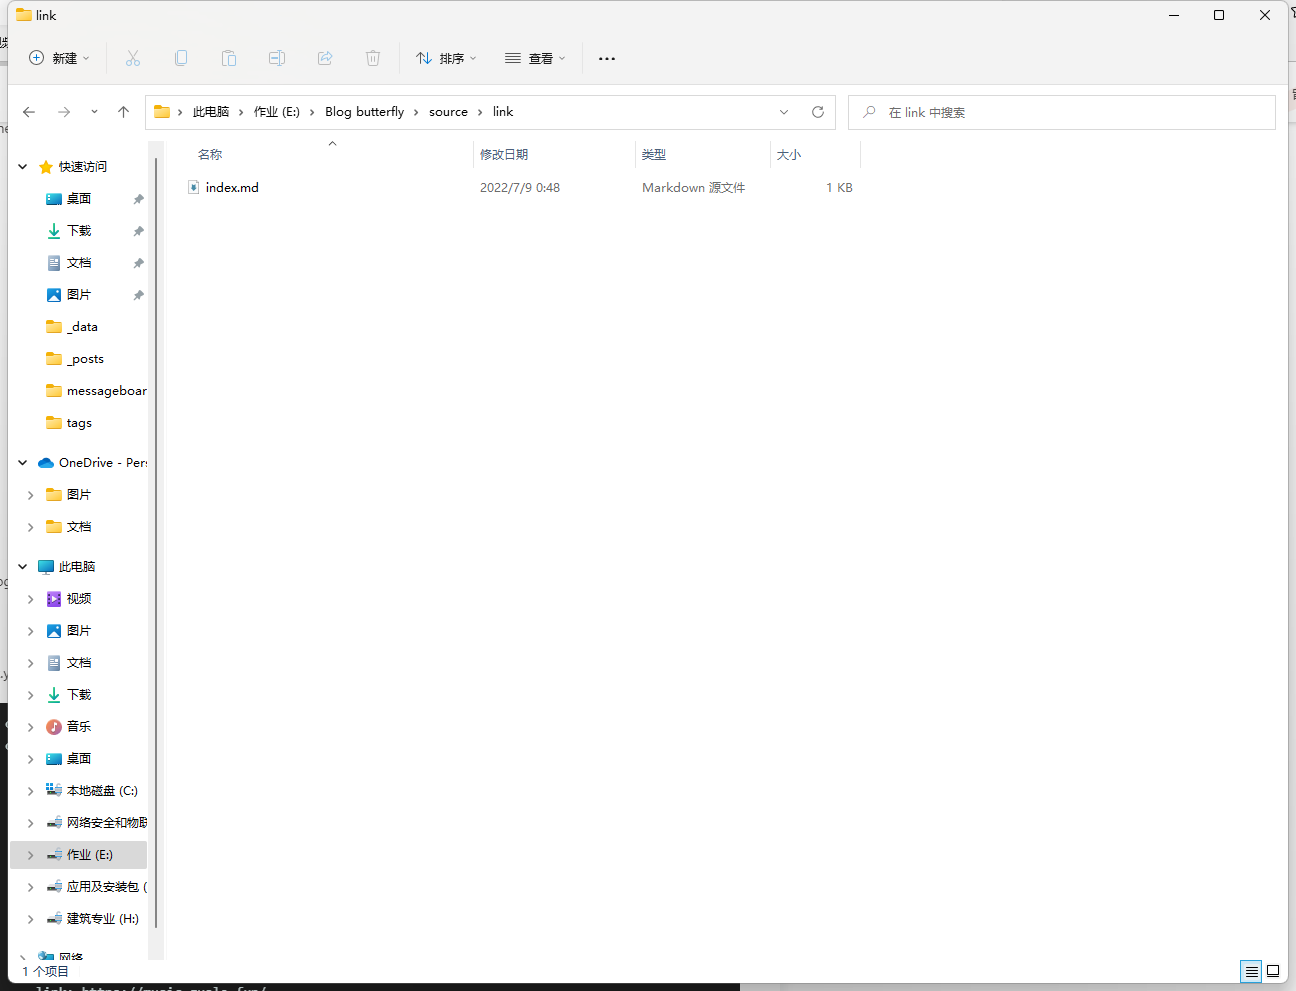 link
新建
排序
查看
此电脑 作业 (E:) Blog butterfly source link
在 link 中搜索
名称 修改日期 类型 大小
index.md 2022/7/9 0:48 Markdown 源文件 1 KB
快速访问
桌面
下载
文档
图片
_data
_posts
messageboar
tags
OneDrive - Pers
图片
文档
此电脑
视频
图片
文档
下载
音乐
桌面
本地磁盘 (C:)
网络安全和物联
作业 (E:)
应用及安装包 (
建筑专业 (H:)
网络
1 个项目